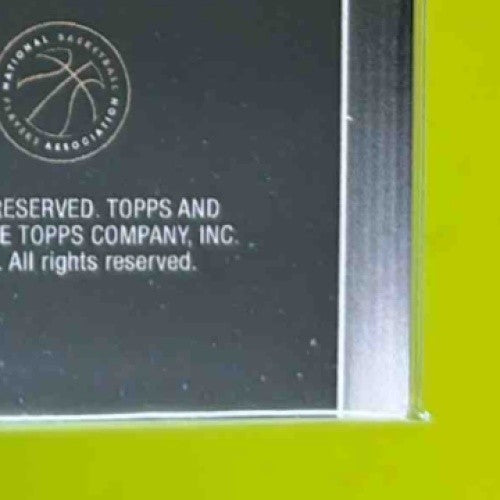 NATIONAL BASKETBALL
PLAYERS ASSOCIATION
RESERVED. TOPPS AND
E TOPPS COMPANY, INC.
. All rights reserved.